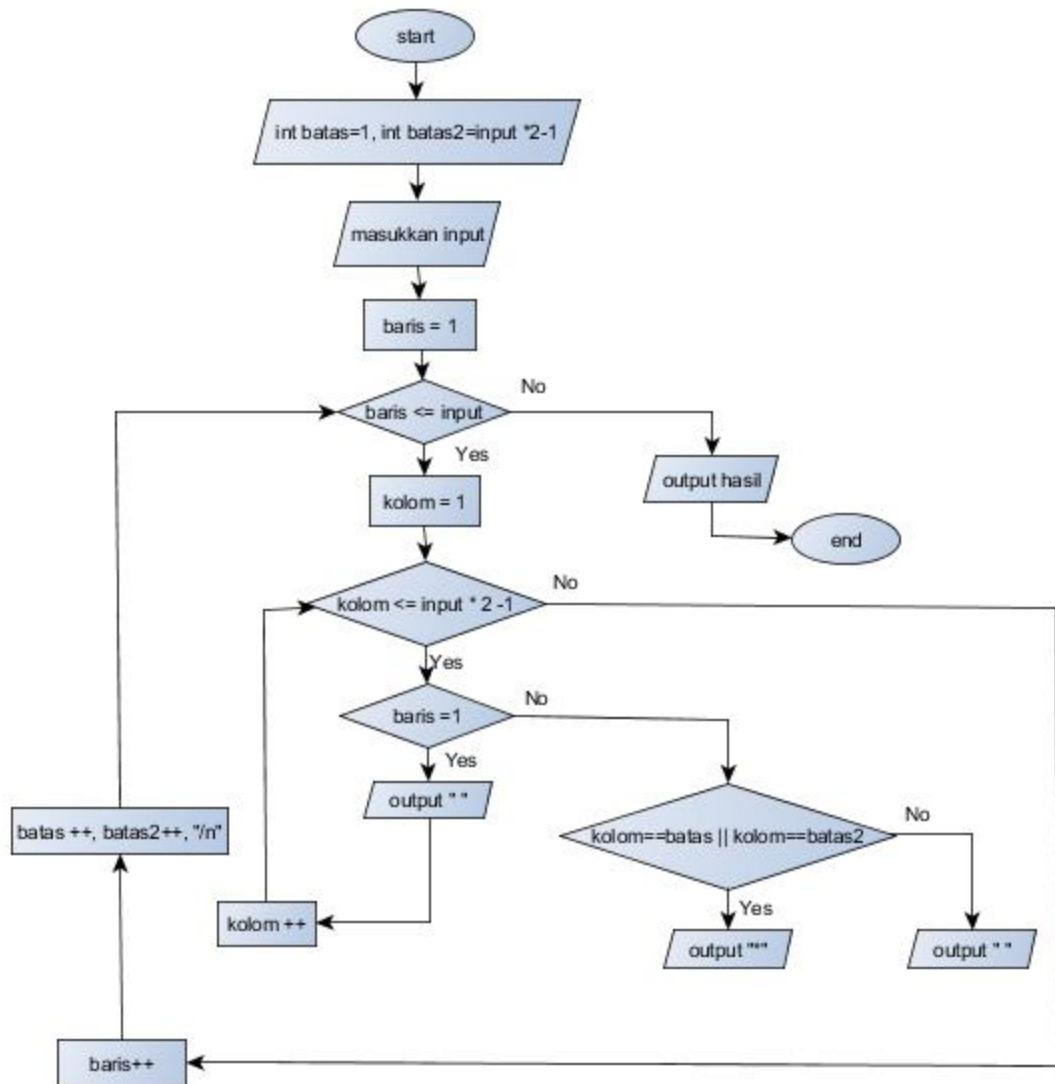 start
int batas=1, int batas2=input *2-1
masukkan input
baris = 1
baris <= input
No
Yes
output hasil
kolom = 1
end
kolom <= input * 2 -1
No
Yes
baris =1
No
Yes
output " "
batas ++, batas2++, "/n"
kolom==batas || kolom==batas2
No
kolom ++
Yes
output "*"
output " "
baris++